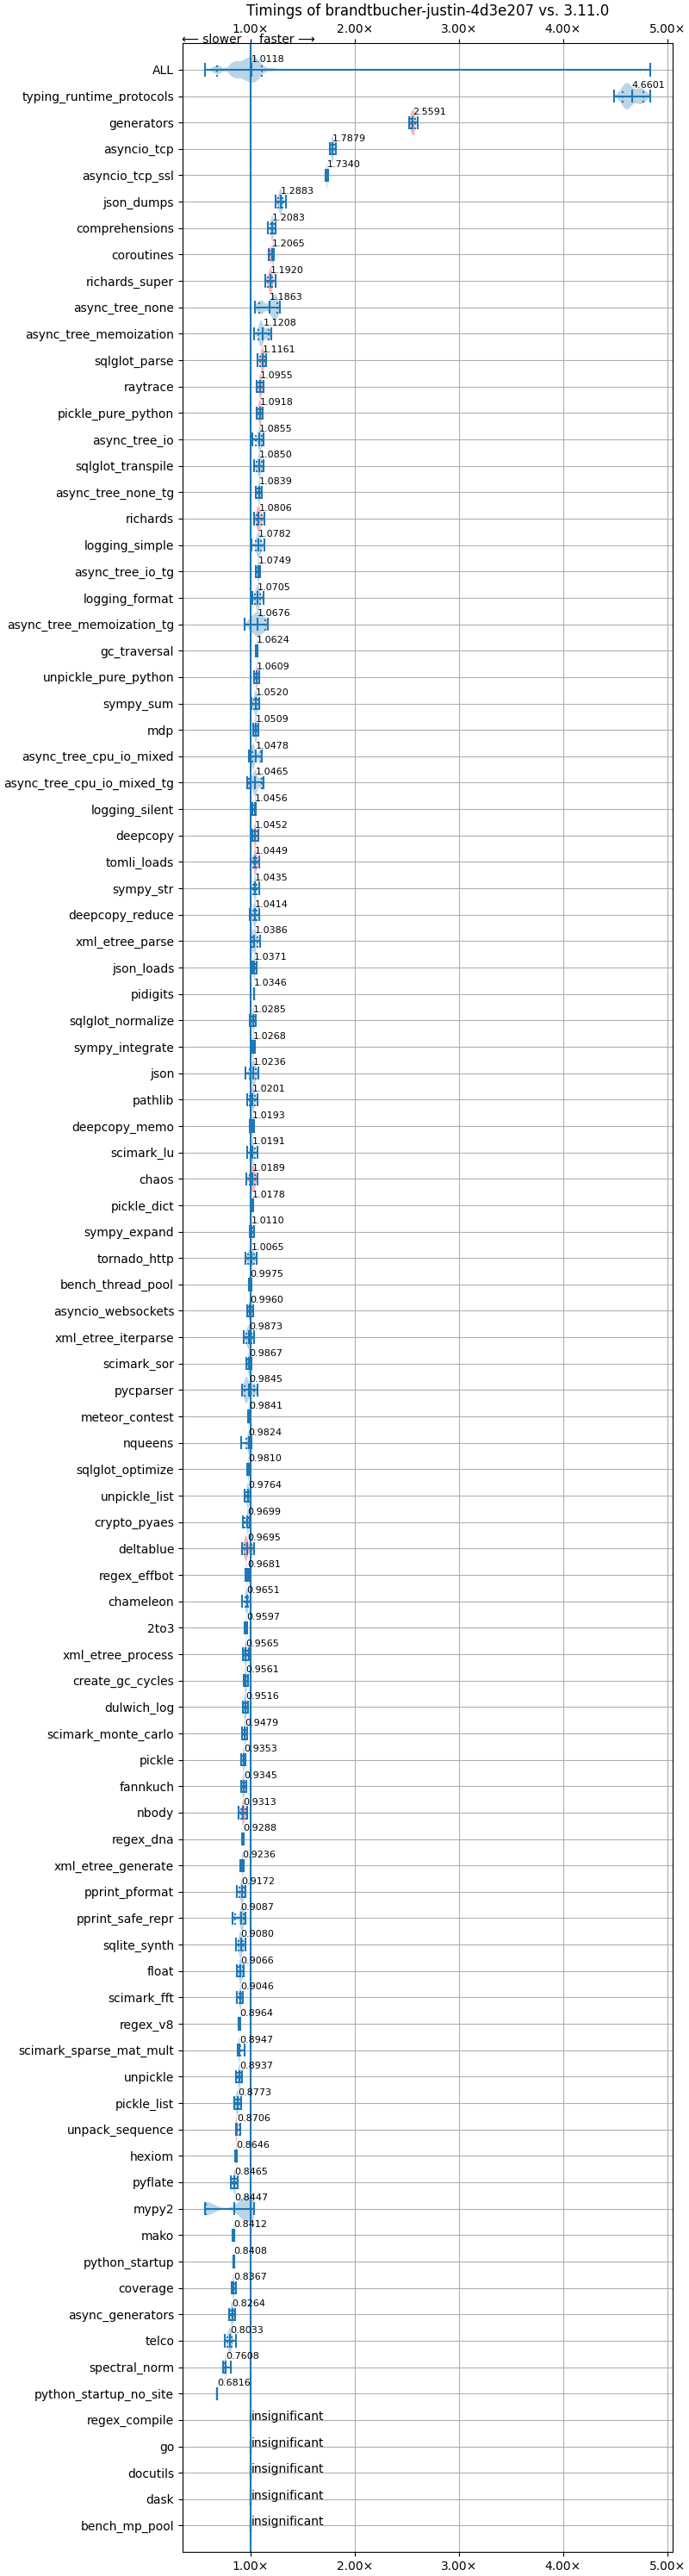 Timings of brandtbucher-justin-4d3e207 vs. 3.11.0
1.00× 2.00× 3.00× 4.00× 5.00×
⟵ slower faster ⟶
ALL 1.0118
typing_runtime_protocols 4.6601
generators 2.5591
asyncio_tcp 1.7879
asyncio_tcp_ssl 1.7340
json_dumps 1.2883
comprehensions 1.2083
coroutines 1.2065
richards_super 1.1920
async_tree_none 1.1863
async_tree_memoization 1.1208
sqlglot_parse 1.1161
raytrace 1.0955
pickle_pure_python 1.0918
async_tree_io 1.0855
sqlglot_transpile 1.0850
async_tree_none_tg 1.0839
richards 1.0806
logging_simple 1.0782
async_tree_io_tg 1.0749
logging_format 1.0705
async_tree_memoization_tg 1.0676
gc_traversal 1.0624
unpickle_pure_python 1.0609
sympy_sum 1.0520
mdp 1.0509
async_tree_cpu_io_mixed 1.0478
async_tree_cpu_io_mixed_tg 1.0465
logging_silent 1.0456
deepcopy 1.0452
tomli_loads 1.0449
sympy_str 1.0435
deepcopy_reduce 1.0414
xml_etree_parse 1.0386
json_loads 1.0371
pidigits 1.0346
sqlglot_normalize 1.0285
sympy_integrate 1.0268
json 1.0236
pathlib 1.0201
deepcopy_memo 1.0193
scimark_lu 1.0191
chaos 1.0189
pickle_dict 1.0178
sympy_expand 1.0110
tornado_http 1.0065
bench_thread_pool 0.9975
asyncio_websockets 0.9960
xml_etree_iterparse 0.9873
scimark_sor 0.9867
pycparser 0.9845
meteor_contest 0.9841
nqueens 0.9824
sqlglot_optimize 0.9810
unpickle_list 0.9764
crypto_pyaes 0.9699
deltablue 0.9695
regex_effbot 0.9681
chameleon 0.9651
2to3 0.9597
xml_etree_process 0.9565
create_gc_cycles 0.9561
dulwich_log 0.9516
scimark_monte_carlo 0.9479
pickle 0.9353
fannkuch 0.9345
nbody 0.9313
regex_dna 0.9288
xml_etree_generate 0.9236
pprint_pformat 0.9172
pprint_safe_repr 0.9087
sqlite_synth 0.9080
float 0.9066
scimark_fft 0.9046
regex_v8 0.8964
scimark_sparse_mat_mult 0.8947
unpickle 0.8937
pickle_list 0.8773
unpack_sequence 0.8706
hexiom 0.8646
pyflate 0.8465
mypy2 0.8447
mako 0.8412
python_startup 0.8408
coverage 0.8367
async_generators 0.8264
telco 0.8033
spectral_norm 0.7608
python_startup_no_site 0.6816
regex_compile insignificant
go insignificant
docutils insignificant
dask insignificant
bench_mp_pool insignificant
1.00× 2.00× 3.00× 4.00× 5.00×